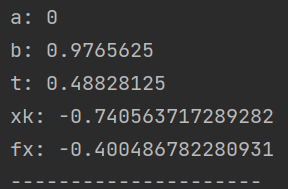 a: 0
b: 0.9765625
t: 0.48828125
xk: -0.740563717289282
fx: -0.400486782280931
---------------------